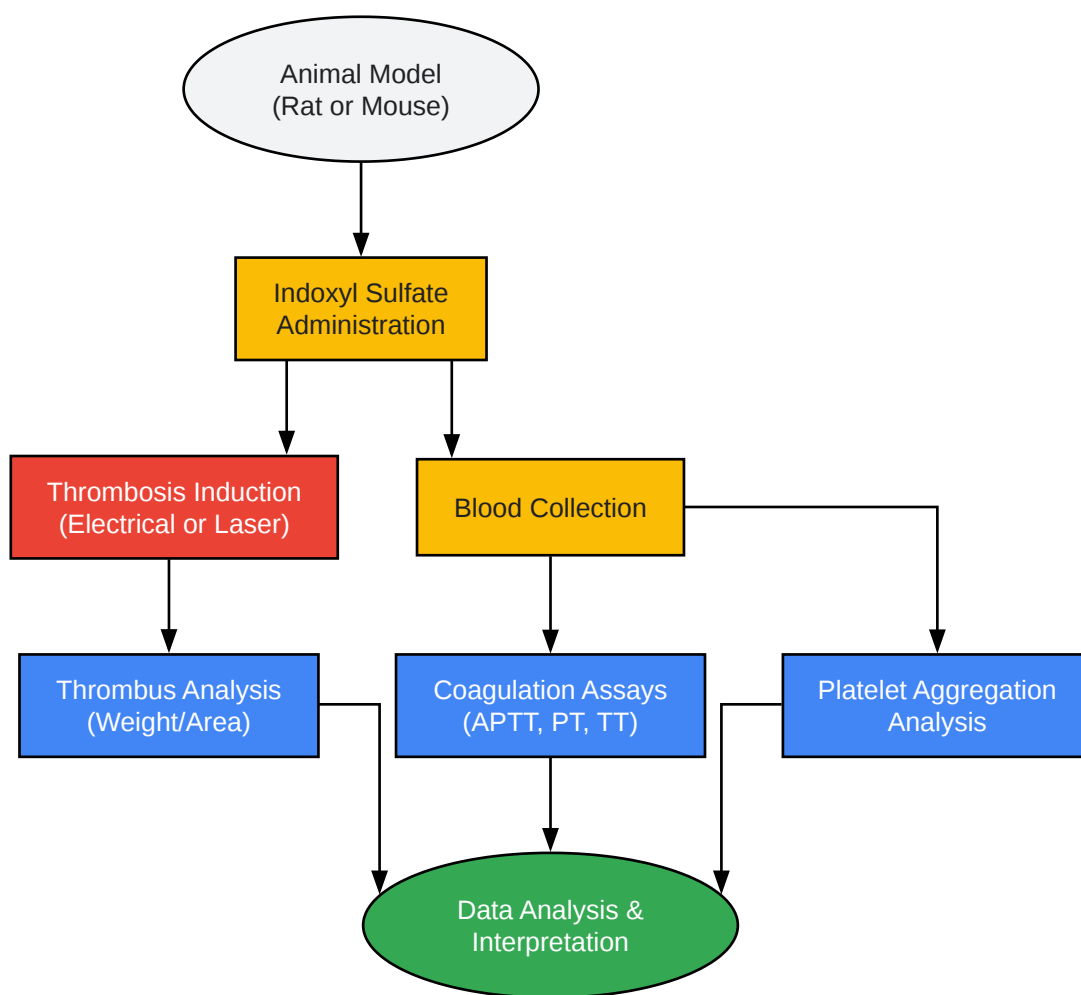 Animal Model
(Rat or Mouse)
Indoxyl Sulfate
Administration
Thrombosis Induction
(Electrical or Laser)
Blood Collection
Thrombus Analysis
(Weight/Area)
Coagulation Assays
(APTT, PT, TT)
Platelet Aggregation
Analysis
Data Analysis &
Interpretation